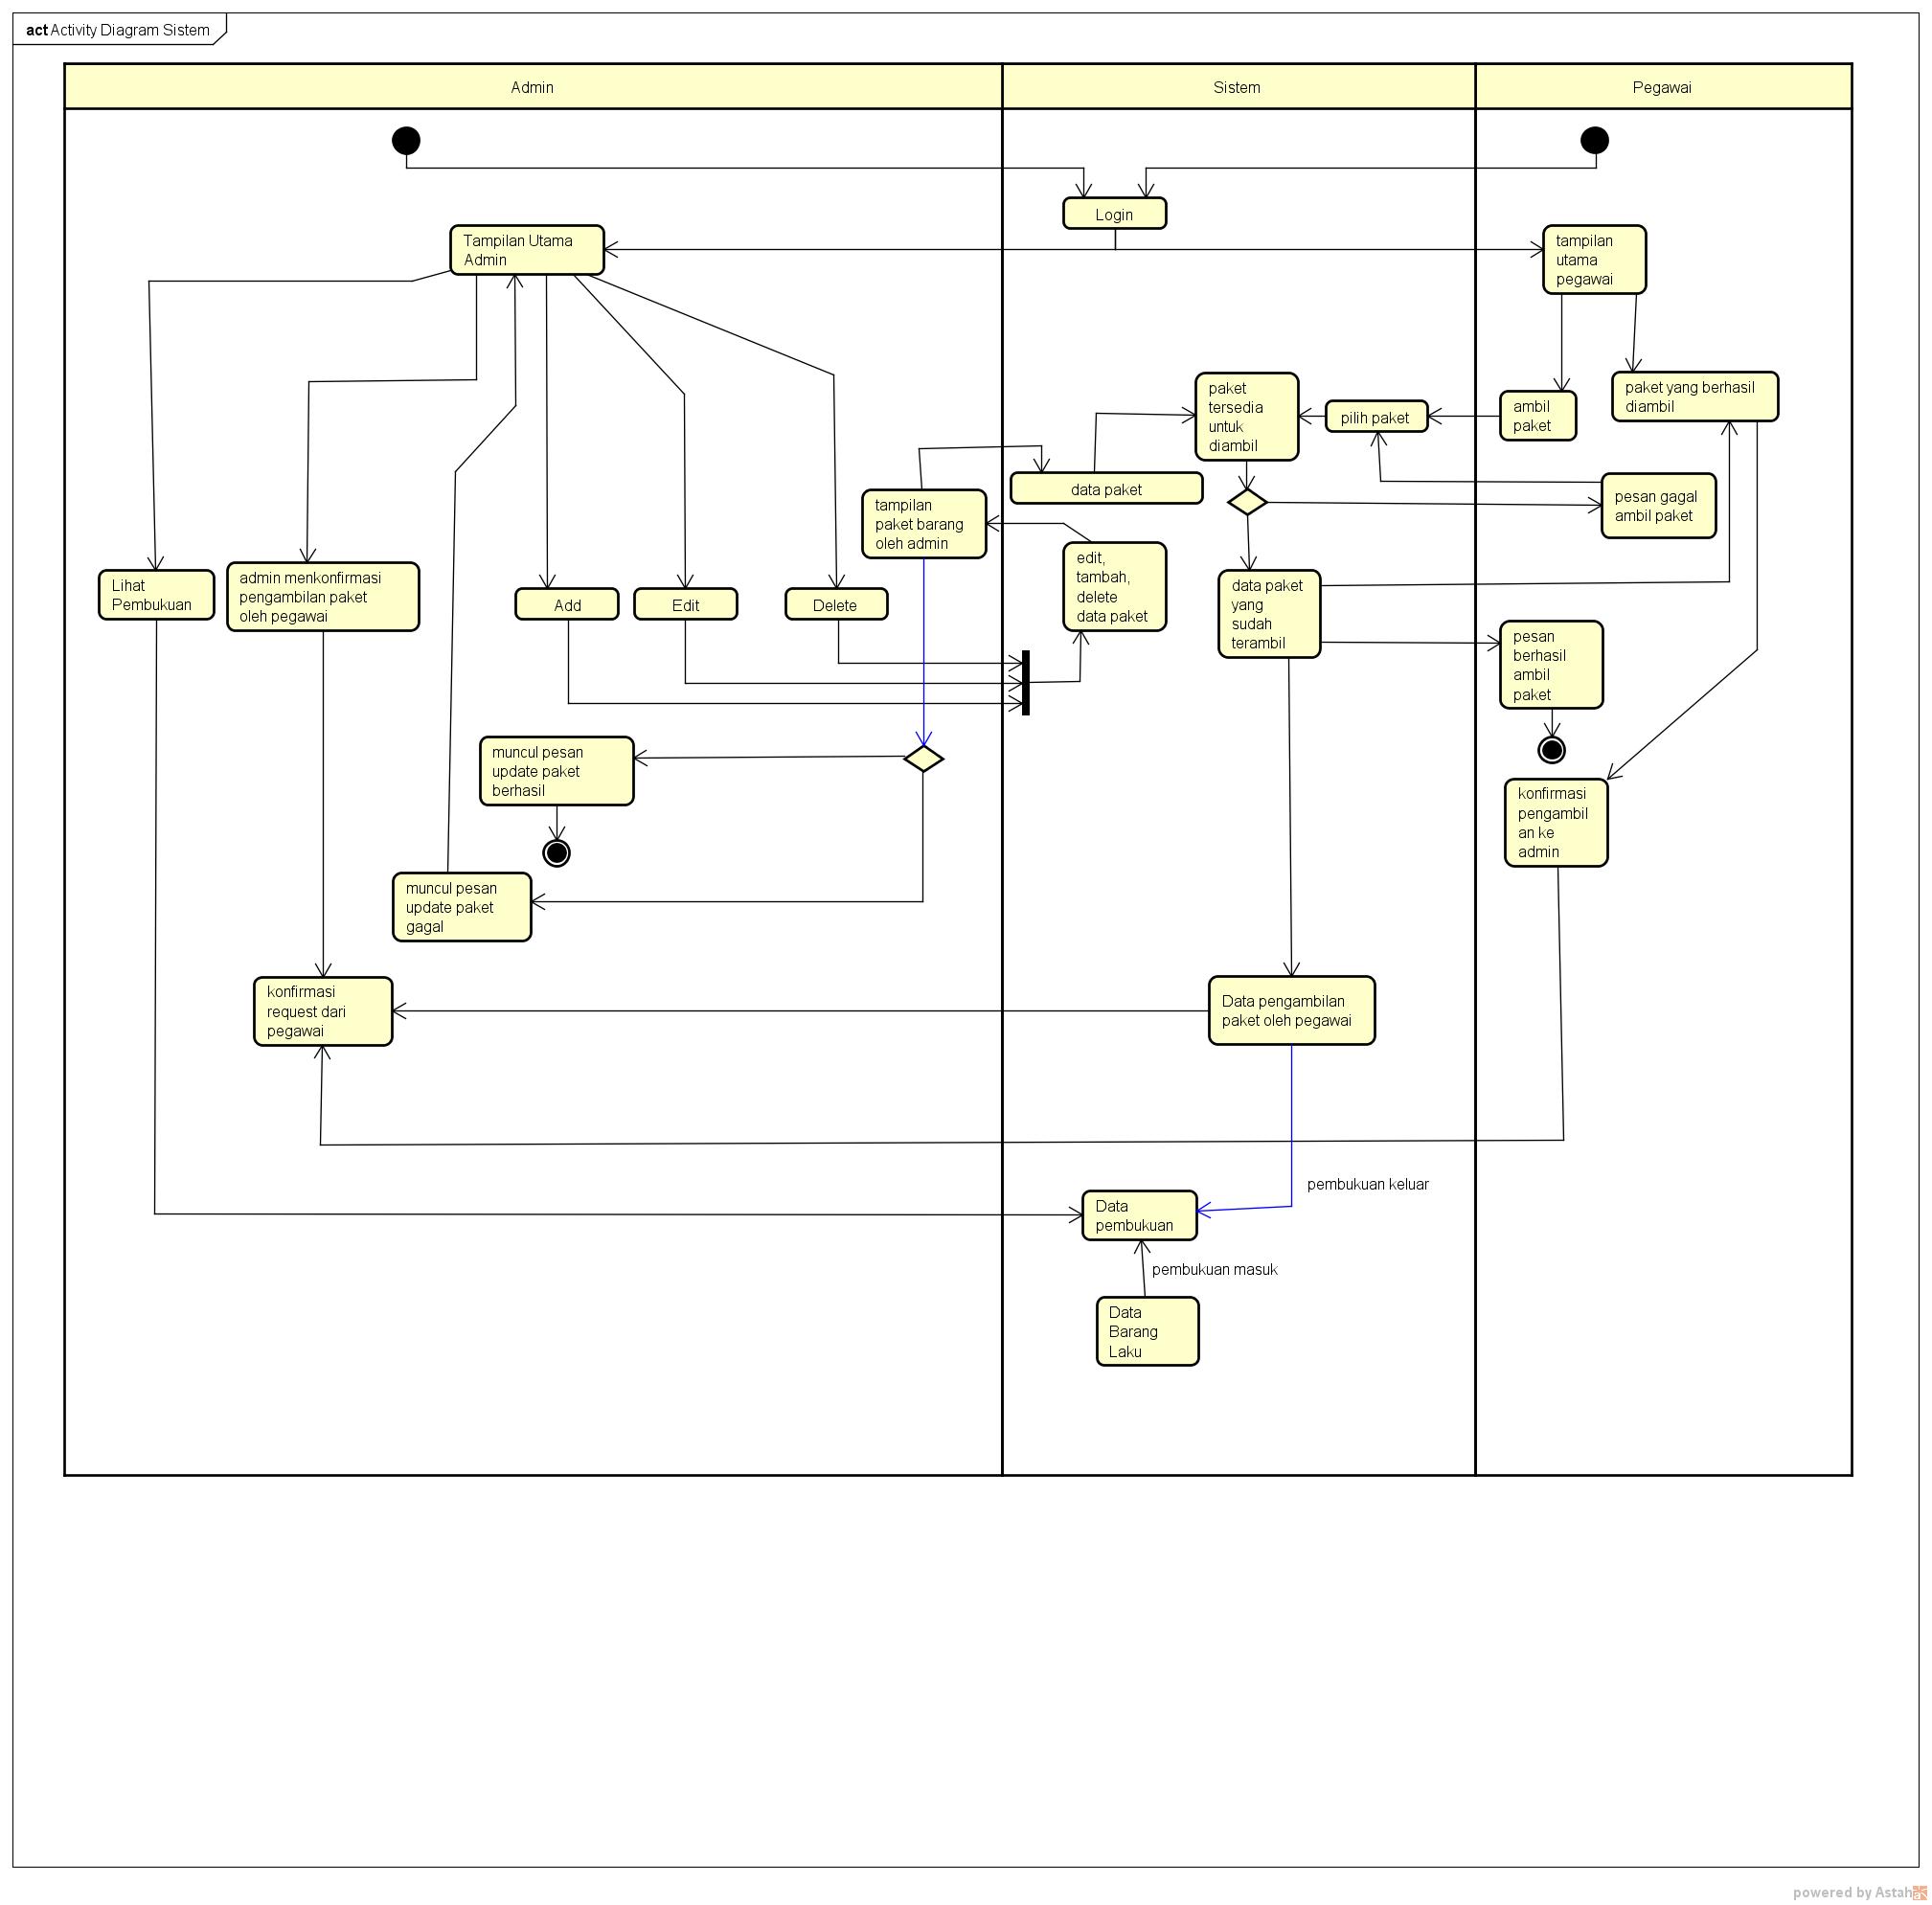 act Activity Diagram Sistem
Admin
Sistem
Pegawai
Login
Tampilan Utama
Admin
tampilan
utama
pegawai
paket
tersedia
untuk
diambil
pilih paket
ambil
paket
paket yang berhasil
diambil
data paket
tampilan
paket barang
oleh admin
pesan gagal
ambil paket
edit,
tambah,
delete
data paket
Lihat
Pembukuan
admin menkonfirmasi
pengambilan paket
oleh pegawai
Add
Edit
Delete
data paket
yang
sudah
terambil
pesan
berhasil
ambil
paket
muncul pesan
update paket
berhasil
konfirmasi
pengambil
an ke
admin
muncul pesan
update paket
gagal
konfirmasi
request dari
pegawai
Data pengambilan
paket oleh pegawai
pembukuan keluar
Data
pembukuan
pembukuan masuk
Data
Barang
Laku
powered by Astah